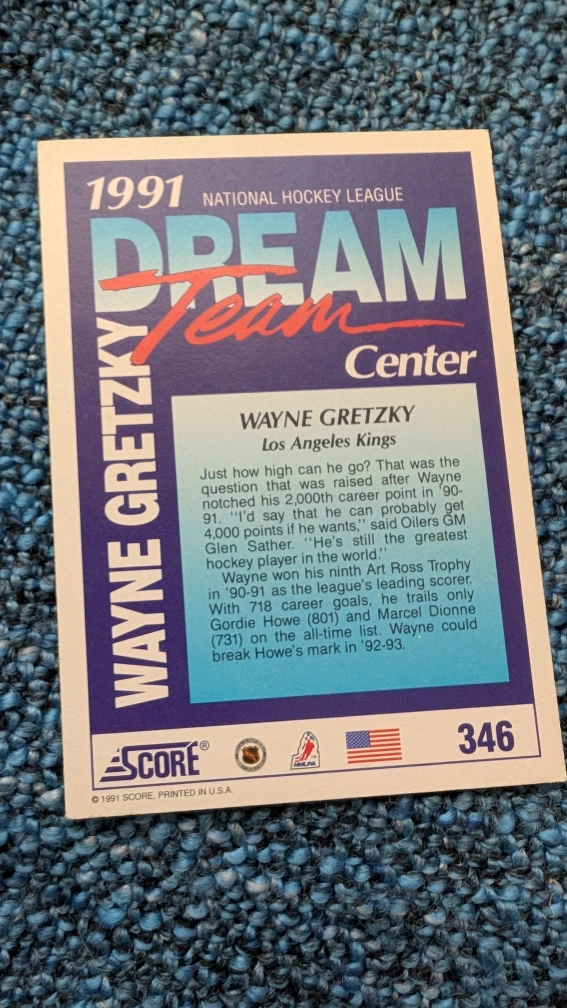 1991 NATIONAL HOCKEY LEAGUE
DREAM
Team
Center
WAYNE GRETZKY
WAYNE GRETZKY
Los Angeles Kings
Just how high can he go? That was the
question that was raised after Wayne
notched his 2,000th career point in '90-
91. "I'd say that he can probably get
4,000 points if he wants," said Oilers GM
Glen Sather. "He's still the greatest
hockey player in the world."
Wayne won his ninth Art Ross Trophy
in '90-91 as the league's leading scorer.
With 718 career goals, he trails only
Gordie Howe (801) and Marcel Dionne
(731) on the all-time list. Wayne could
break Howe's mark in '92-93.
SCORE®
NHLPA
TM
346
© 1991 SCORE, PRINTED IN U.S.A.